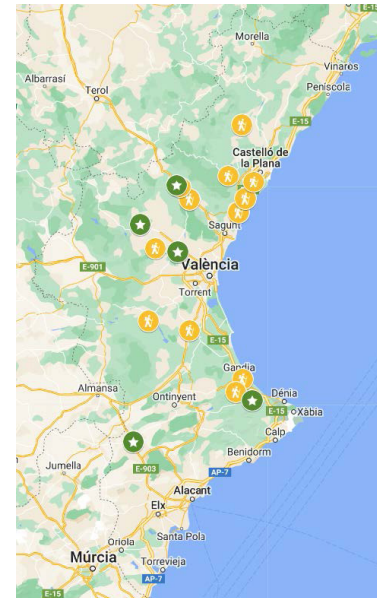 Morella
Vinaròs
Albarrasí
Terol
Peníscola
E-15
Castelló de
la Plana
Sagunt
E-901
València
Torrent
E-15
Gandia
Almansa
Ontinyent
Dénia
E-15
Xàbia
Calp
Jumella
E-903
Benidorm
AP-7
Alacant
Elx
Oriola
Santa Pola
Múrcia
Torrevieja
AP-7
E-15